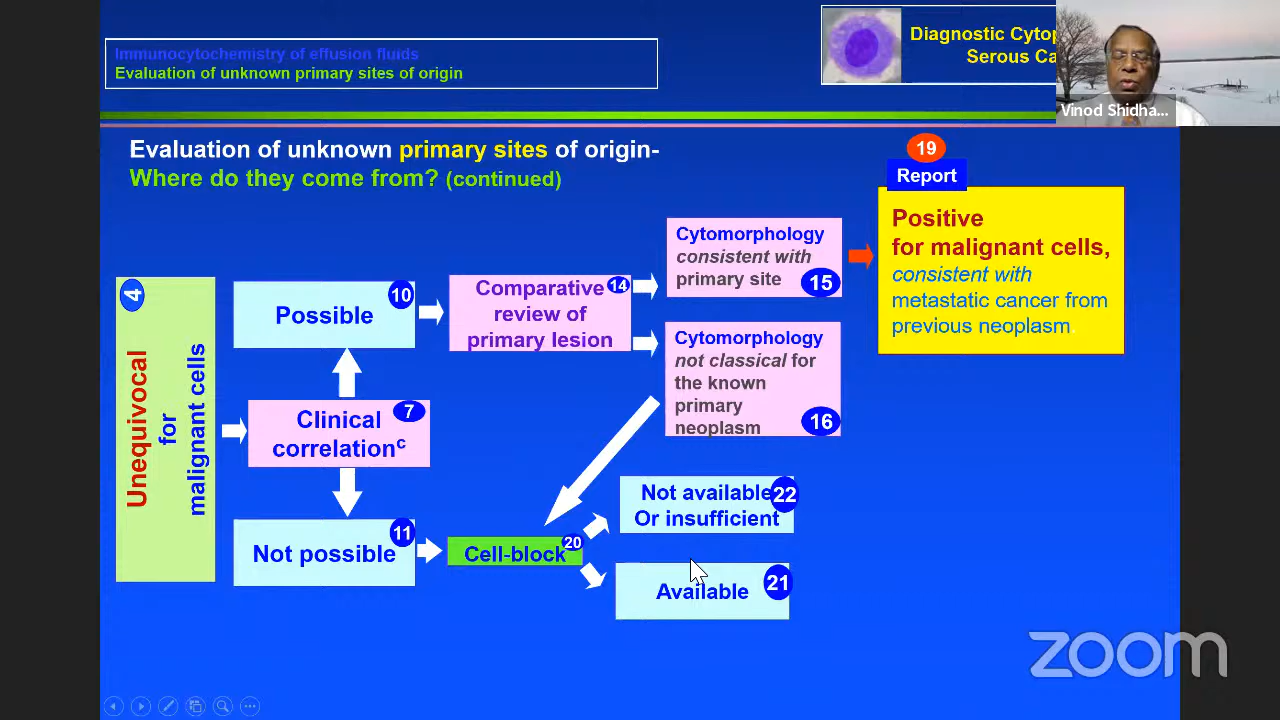 Immunocytochemistry of effusion fluids
Evaluation of unknown primary sites of origin
Diagnostic Cytop
Serous Ca
Vinod Shidha...
Evaluation of unknown primary sites of origin-
Where do they come from? (continued)
19
Report
Positive
for malignant cells,
consistent with
metastatic cancer from
previous neoplasm
Cytomorphology
consistent with
primary site
15
4
Unequivocal
for
malignant cells
10
Possible
14
Comparative
review of
primary lesion
Cytomorphology
not classical for
the known
primary
neoplasm
16
7
Clinical
correlationc
11
Not possible
Cell-block
20
Not available
Or insufficient
22
Available
21
zoom